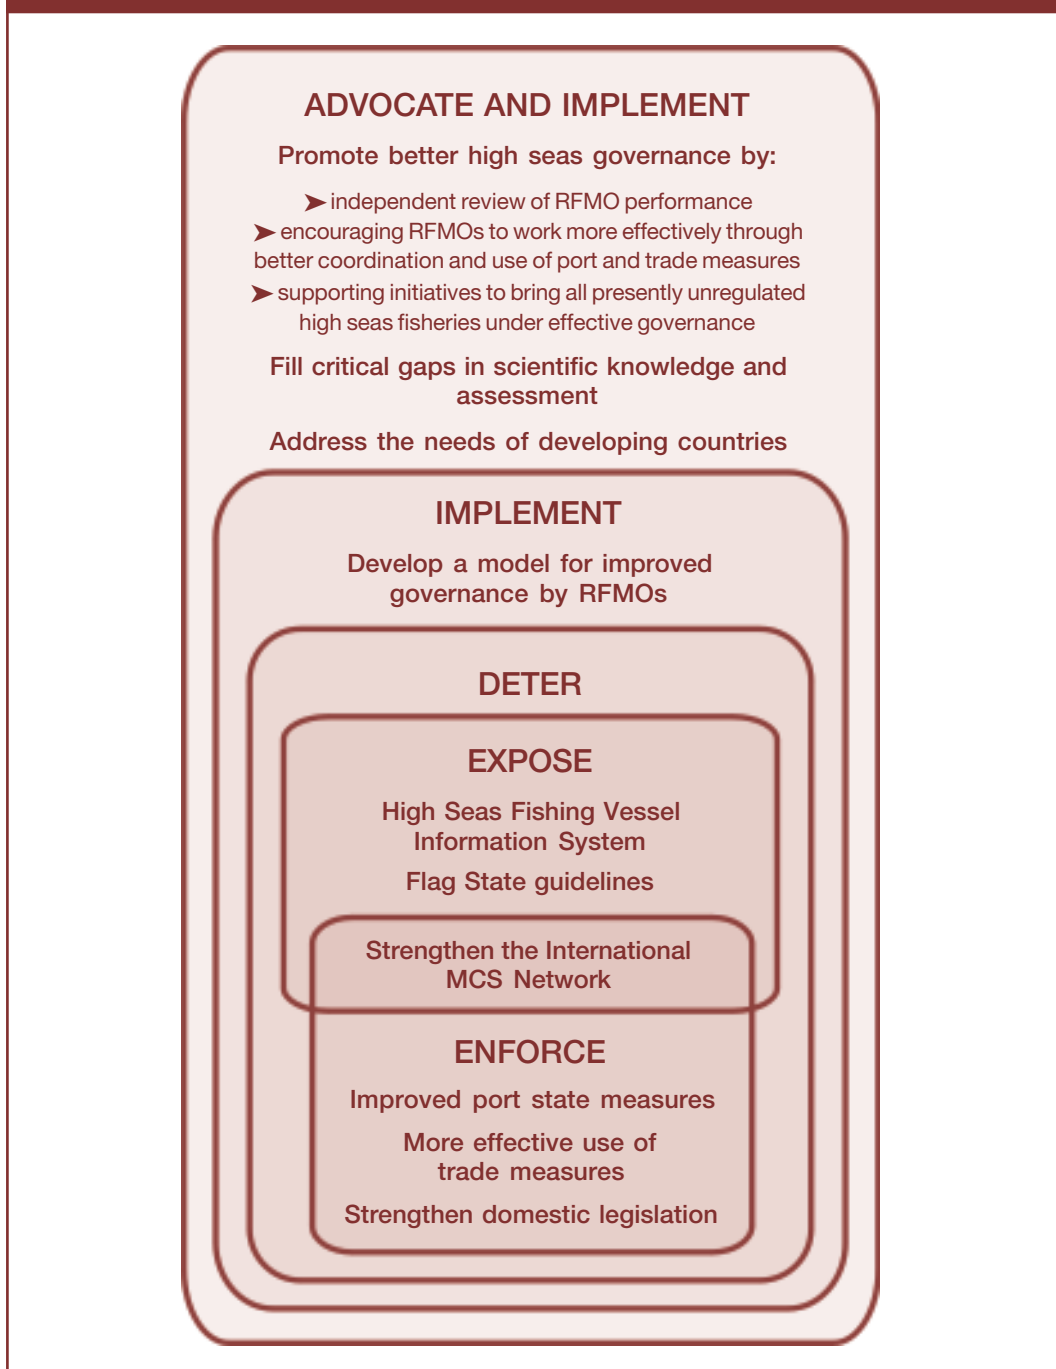 ADVOCATE AND IMPLEMENT
Promote better high seas governance by:
➤ independent review of RFMO performance
➤ encouraging RFMOs to work more effectively through
better coordination and use of port and trade measures
➤ supporting initiatives to bring all presently unregulated
high seas fisheries under effective governance
Fill critical gaps in scientific knowledge and
assessment
Address the needs of developing countries
IMPLEMENT
Develop a model for improved
governance by RFMOs
DETER
EXPOSE
High Seas Fishing Vessel
Information System
Flag State guidelines
Strengthen the International
MCS Network
ENFORCE
Improved port state measures
More effective use of
trade measures
Strengthen domestic legislation